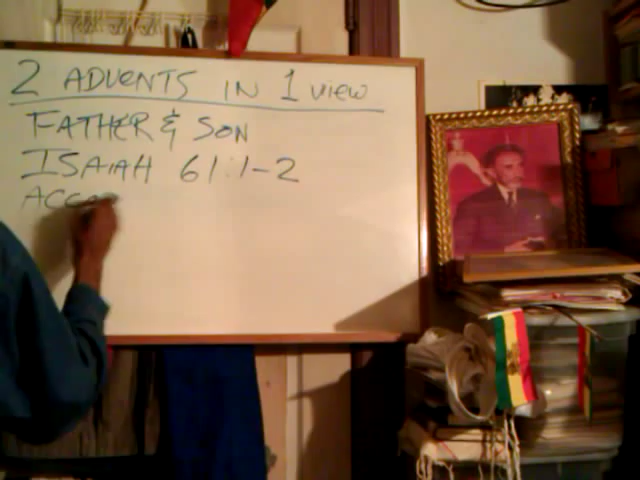 2 ADVENTS IN 1 VIEW
FATHER & SON
ISAIAH 61:1-2